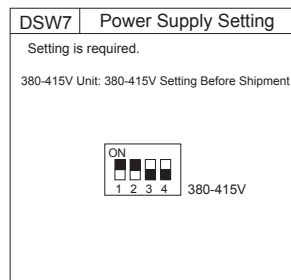 DSW7 Power Supply Setting
Setting is required.
380-415V Unit: 380-415V Setting Before Shipment
ON
1 2 3 4 380-415V